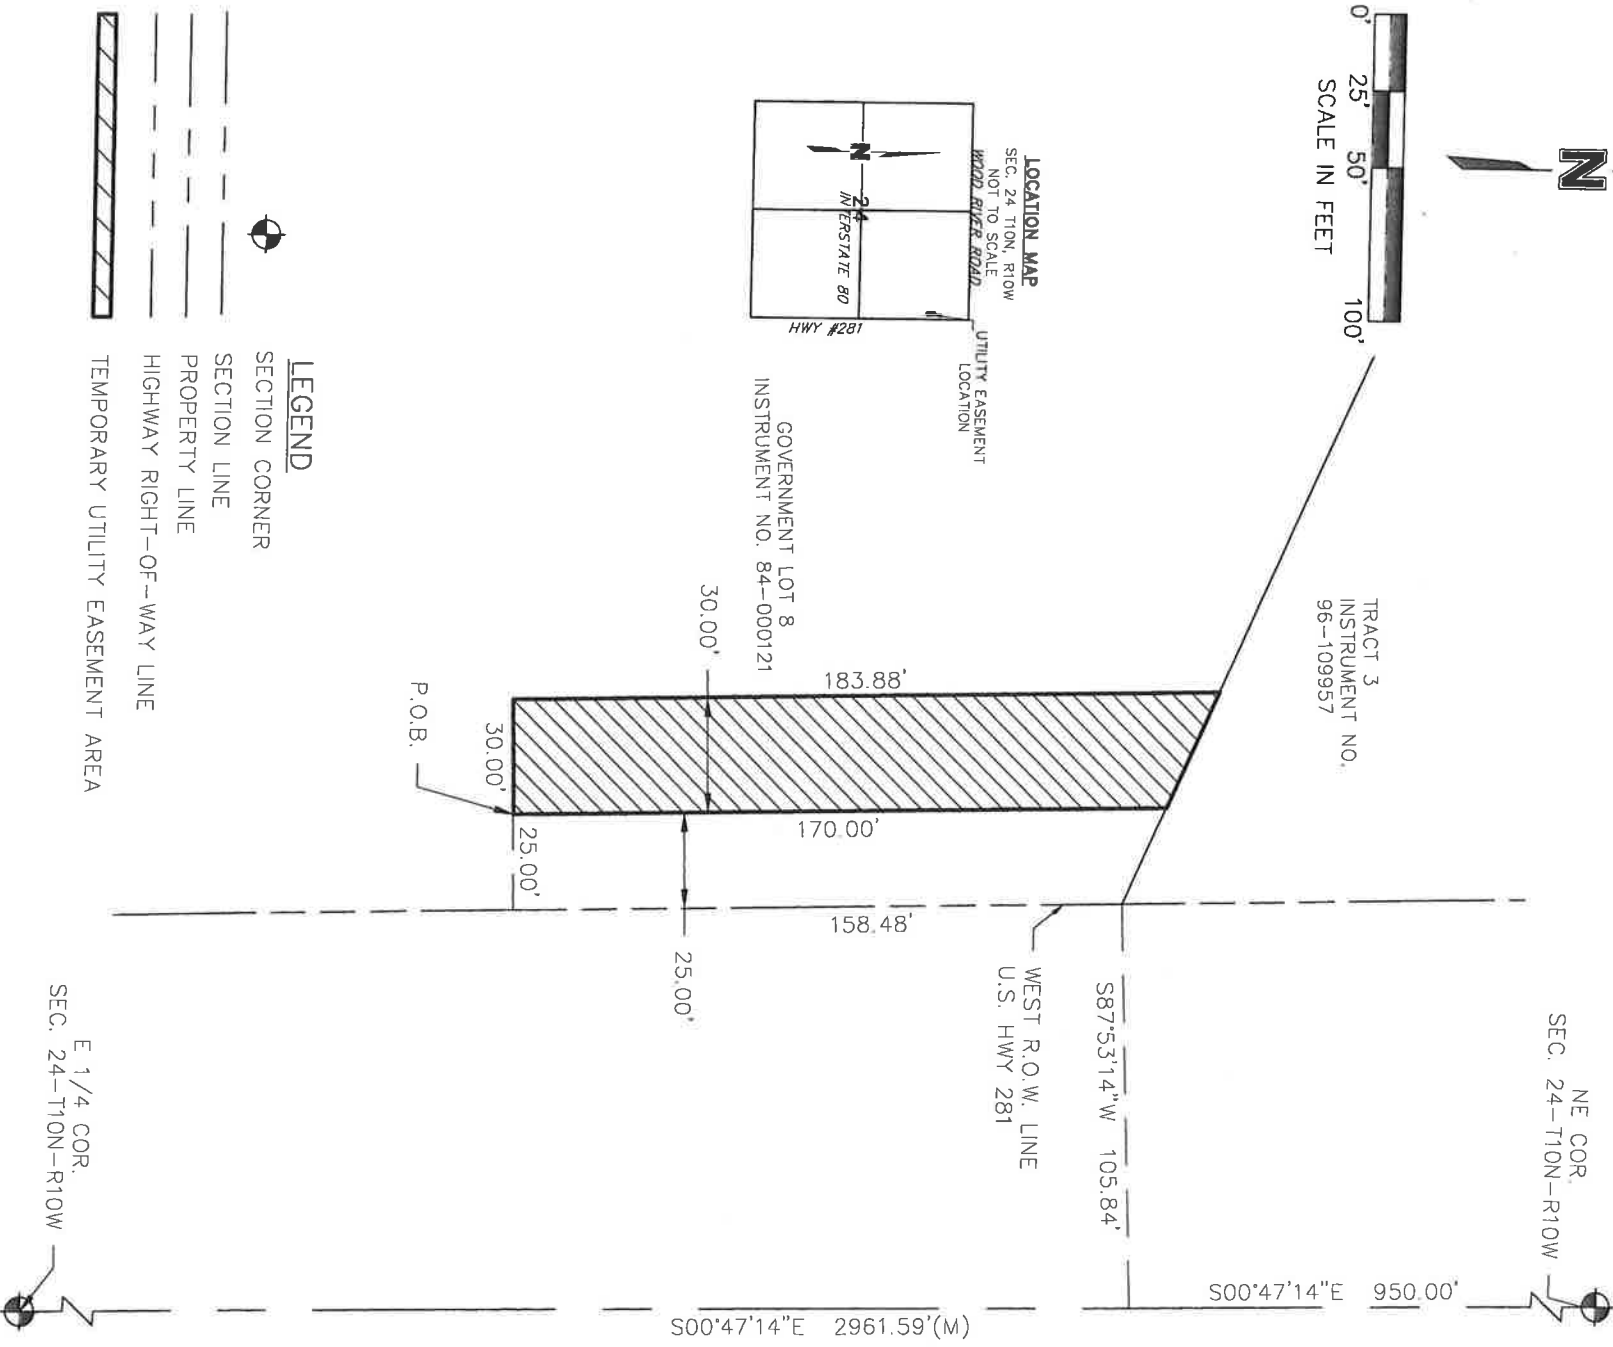 N
0' 25' 50' 100'
SCALE IN FEET
LOCATION MAP
SEC. 24 T10N, R10W
NOT TO SCALE
WOOD RIVER ROAD
N
24
INTERSTATE 80
HWY #281
UTILITY EASEMENT
LOCATION
TRACT 3
INSTRUMENT NO.
96-109957
GOVERNMENT LOT 8
INSTRUMENT NO. 84-000121
30.00'
183.88'
170.00'
30.00'
P.O.B.
25.00'
158.48'
25.00'
WEST R.O.W. LINE
U.S. HWY 281
S87°53'14"W 105.84'
NE COR.
SEC. 24-T10N-R10W
S00°47'14"E 950.00'
S00°47'14"E 2961.59'(M)
E 1/4 COR.
SEC. 24-T10N-R10W
LEGEND
SECTION CORNER
SECTION LINE
PROPERTY LINE
HIGHWAY RIGHT-OF-WAY LINE
TEMPORARY UTILITY EASEMENT AREA